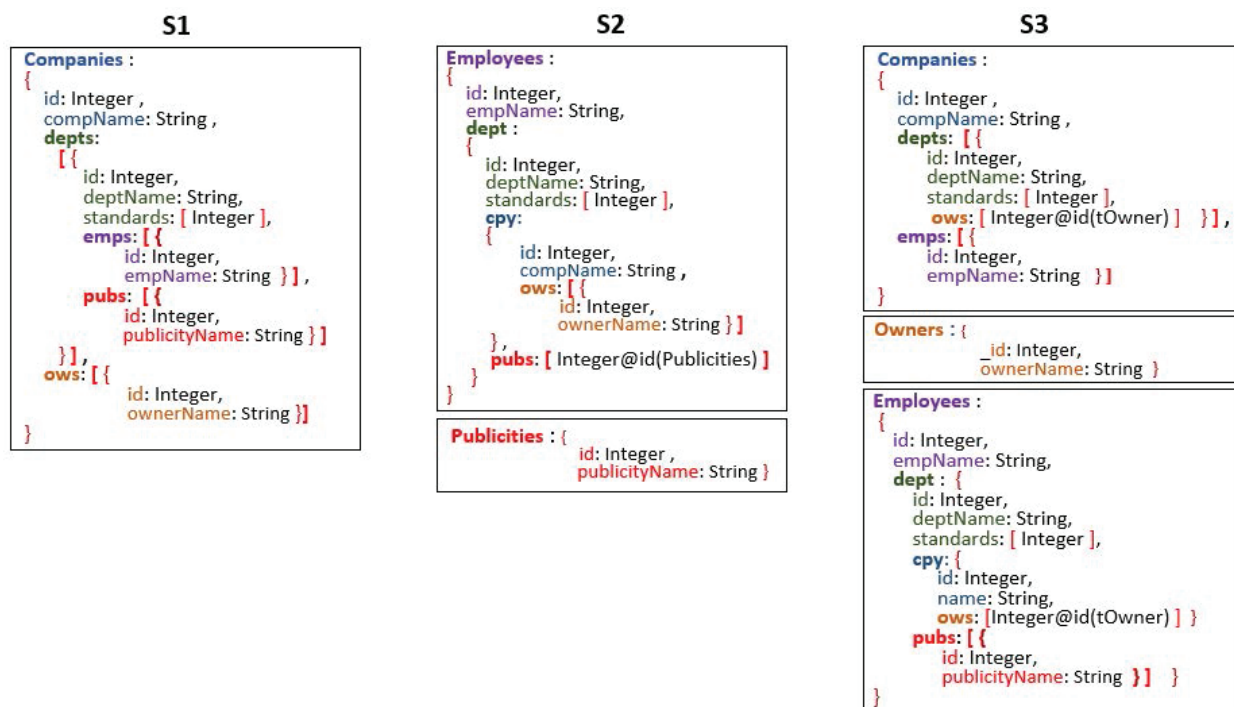 S1
Companies :
{
id: Integer ,
compName: String ,
depts:
[ {
id: Integer,
deptName: String,
standards: [ Integer ],
emps: [ {
id: Integer,
empName: String } ] ,
pubs: [ {
id: Integer,
publicityName: String } ]
} ] ,
ows: [ {
id: Integer,
ownerName: String }]
}
S2
Employees :
{
id: Integer,
empName: String,
dept :
{
id: Integer,
deptName: String,
standards: [ Integer ],
cpy:
{
id: Integer,
compName: String ,
ows: [ {
id: Integer,
ownerName: String } ]
} ,
pubs: [ Integer@id(Publicities) ]
}
}
Publicities : {
id: Integer ,
publicityName: String }
S3
Companies :
{
id: Integer ,
compName: String ,
depts: [ {
id: Integer,
deptName: String,
standards: [ Integer ],
ows: [ Integer@id(tOwner) ] } ] ,
emps: [ {
id: Integer,
empName: String } ]
}
Owners : {
_id: Integer,
ownerName: String }
Employees :
{
id: Integer,
empName: String,
dept : {
id: Integer,
deptName: String,
standards: [ Integer ],
cpy: {
id: Integer,
name: String,
ows: [Integer@id(tOwner) ] }
pubs: [ {
id: Integer,
publicityName: String } ] }
}